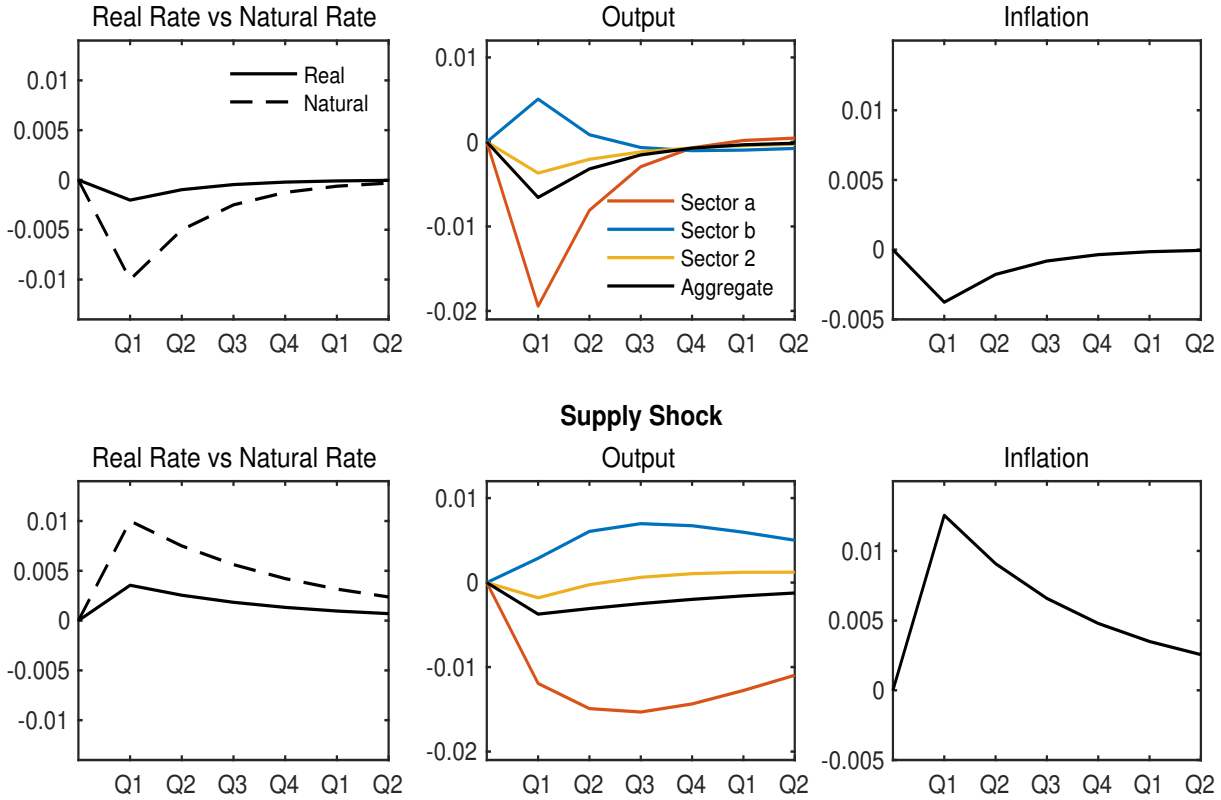 Real Rate vs Natural Rate
Output
Inflation
0.01
0.005
0
-0.005
-0.01
Real
Natural
Q1 Q2 Q3 Q4 Q1 Q2
0.01
0
-0.01
-0.02
Sector a
Sector b
Sector 2
Aggregate
Q1 Q2 Q3 Q4 Q1 Q2
0.01
0.005
0
-0.005
Q1 Q2 Q3 Q4 Q1 Q2
Supply Shock
Real Rate vs Natural Rate
Output
Inflation
0.01
0.005
0
-0.005
-0.01
Q1 Q2 Q3 Q4 Q1 Q2
0.01
0
-0.01
-0.02
Q1 Q2 Q3 Q4 Q1 Q2
0.01
0.005
0
-0.005
Q1 Q2 Q3 Q4 Q1 Q2